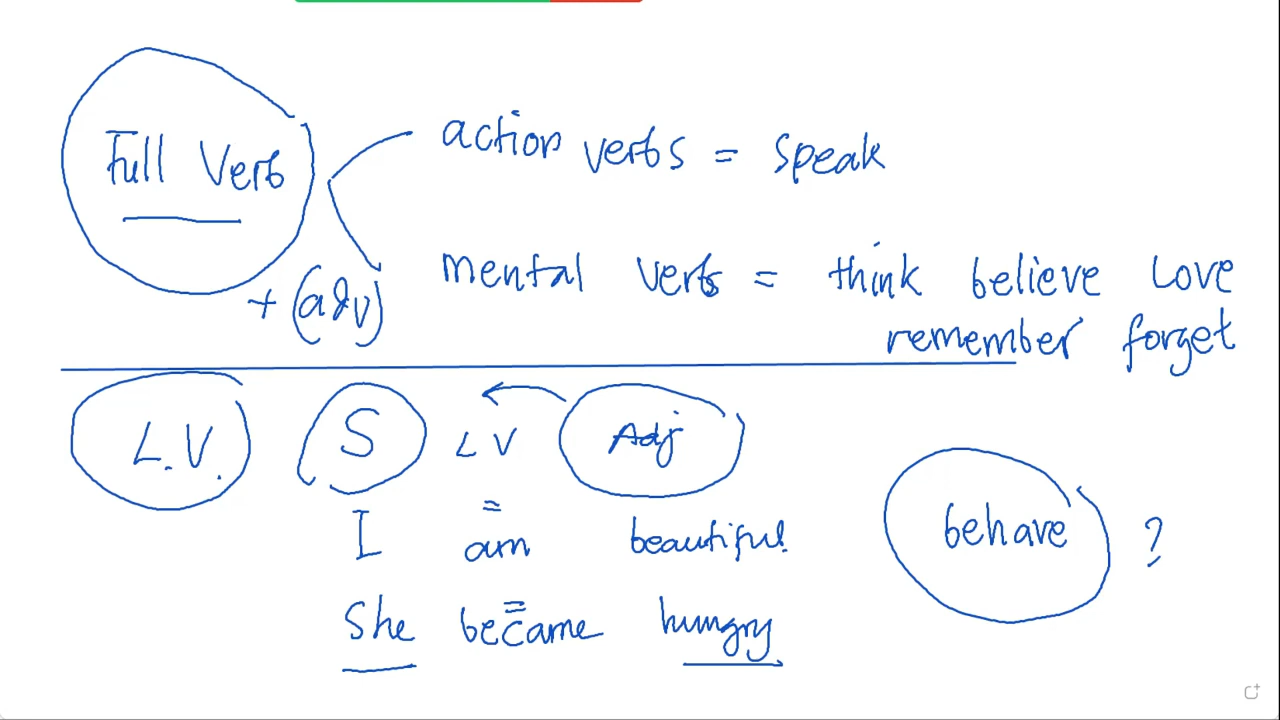 action verbs = speak
Full Verb
mental verbs = think believe Love
+ (adv)
remember forget
L.V. S LV Adj
behave ?
I am beautiful.
=
She became hungry
=